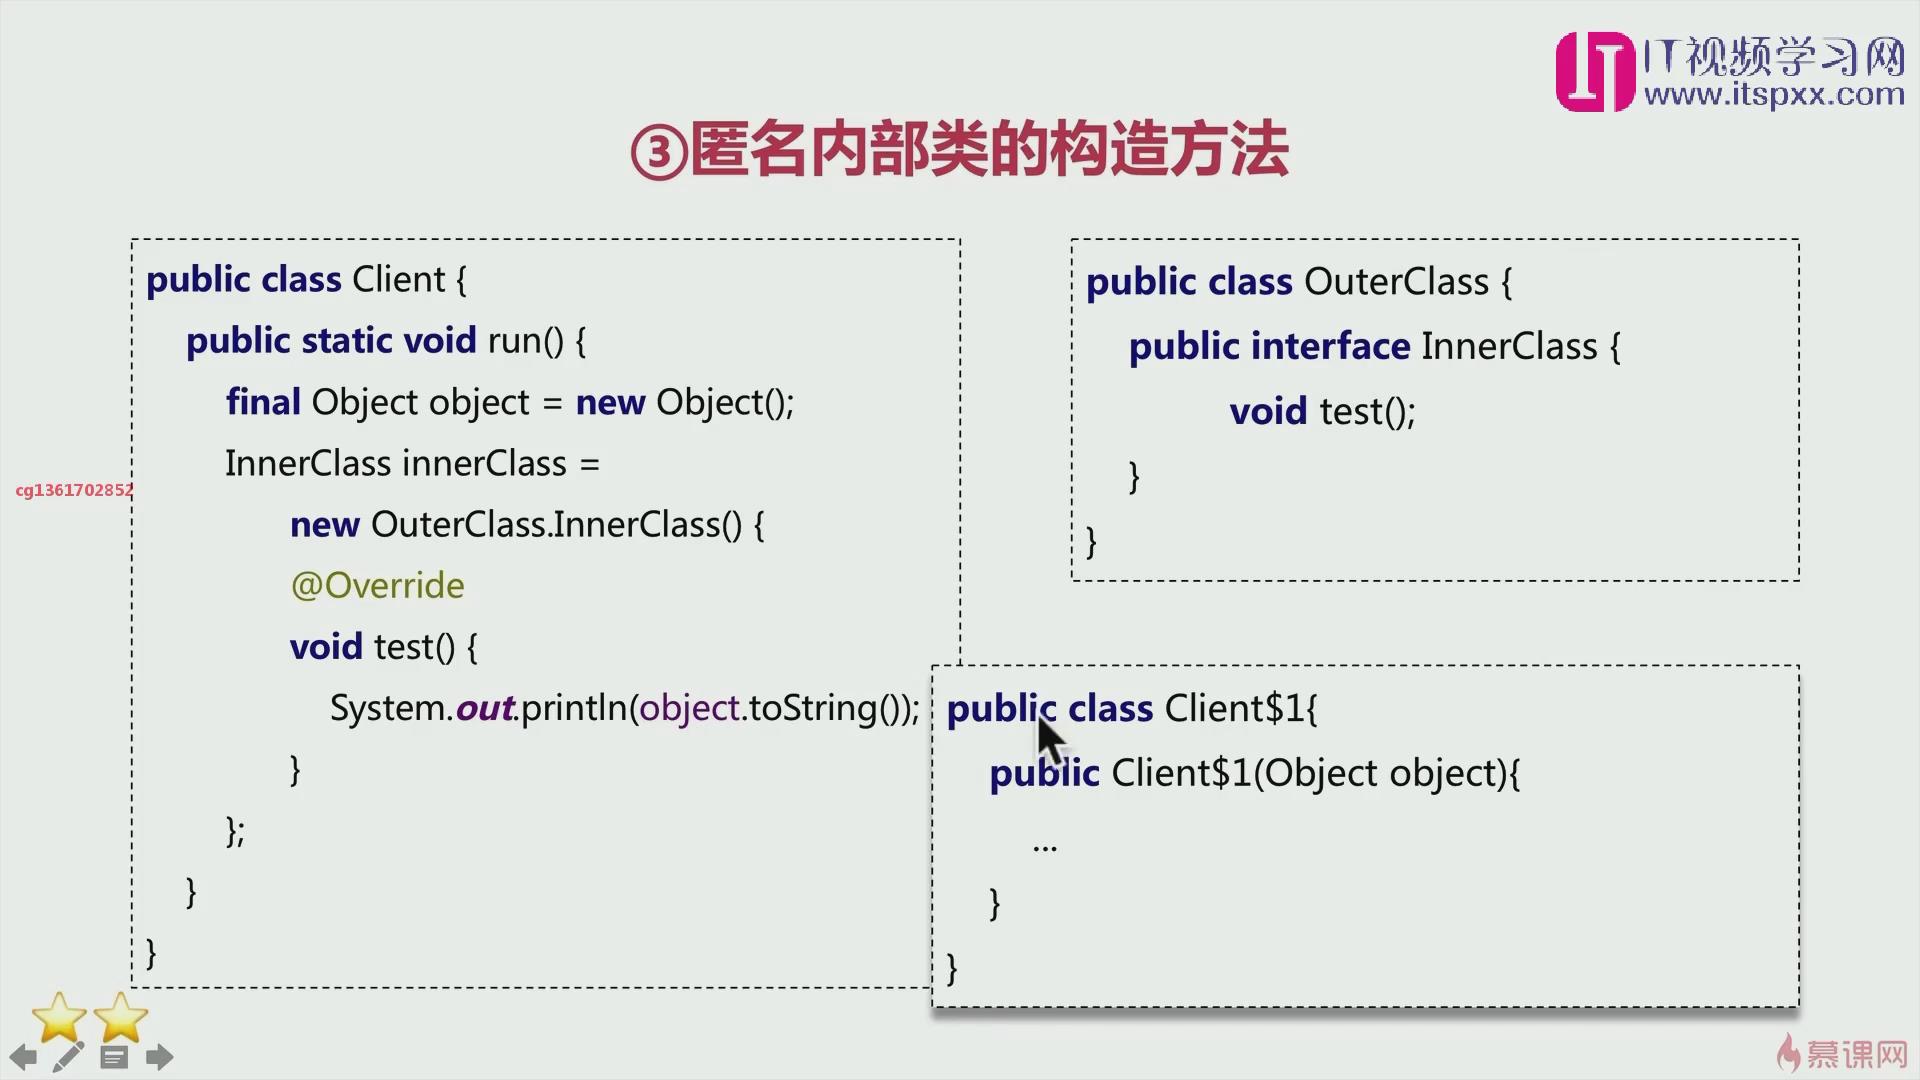 IT视频学习网
www.itspxx.com
③匿名内部类的构造方法
public class Client {
public static void run() {
final Object object = new Object();
InnerClass innerClass =
new OuterClass.InnerClass() {
@Override
void test() {
System.out.println(object.toString());
}
};
}
}
public class OuterClass {
public interface InnerClass {
void test();
}
}
public class Client$1{
public Client$1(Object object){
...
}
}
cg1361702852
慕课网